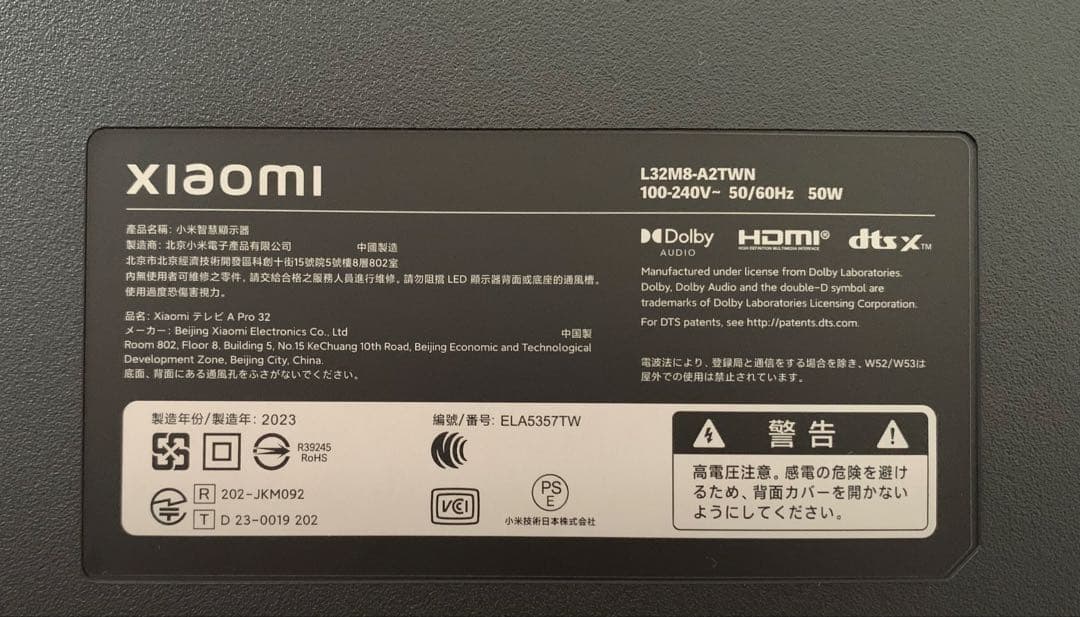 xiaomi
L32M8-A2TWN
100-240V~ 50/60Hz 50W
產品名稱: 小米智慧顯示器
製造商: 北京小米電子產品有限公司 中國製造
北京市北京經濟技術開發區科創十街15號院5號樓8層802室
內無使用者可維修之零件, 請交給合格之服務人員進行維修。請勿阻擋 LED 顯示器背面或底座的通風槽。
使用過度恐傷害視力。
品名: Xiaomi テレビ A Pro 32
メーカー: Beijing Xiaomi Electronics Co., Ltd 中国製
Room 802, Floor 8, Building 5, No.15 KeChuang 10th Road, Beijing Economic and Technological
Development Zone, Beijing City, China.
底面、背面にある通風孔をふさがないでください。
Dolby
AUDIO
HDMI®
HIGH-DEFINITION MULTIMEDIA INTERFACE
dts X™
Manufactured under license from Dolby Laboratories.
Dolby, Dolby Audio and the double-D symbol are
trademarks of Dolby Laboratories Licensing Corporation.
For DTS patents, see http://patents.dts.com.
電波法により、登録局と通信をする場合を除き、W52/W53は
屋外での使用は禁止されています。
製造年份/製造年: 2023
編號/番号: ELA5357TW
R39245
RoHS
R 202-JKM092
T D 23-0019 202
VCCI
PS
E
小米技術日本株式会社
警告
高電圧注意。感電の危険を避け
るため、背面カバーを開かない
ようにしてください。